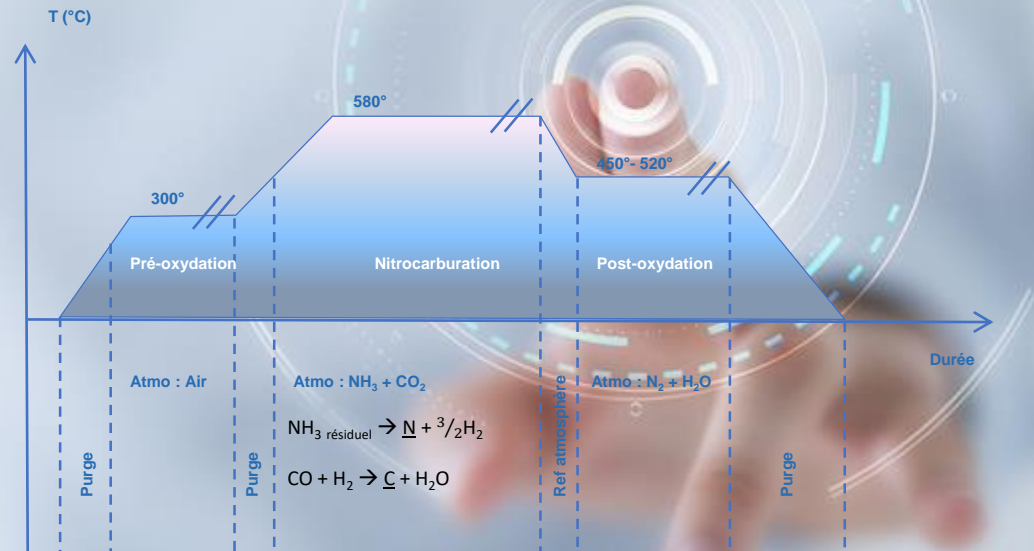 T (°C)
580°
450°- 520°
300°
Pré-oxydation
Nitrocarburation
Post-oxydation
Durée
Atmo : Air
Atmo : NH₃ + CO₂
Atmo : N₂ + H₂O
NH₃ résiduel → N + ³/₂H₂
CO + H₂ → C + H₂O
Purge
Purge
Ref atmosphère
Purge